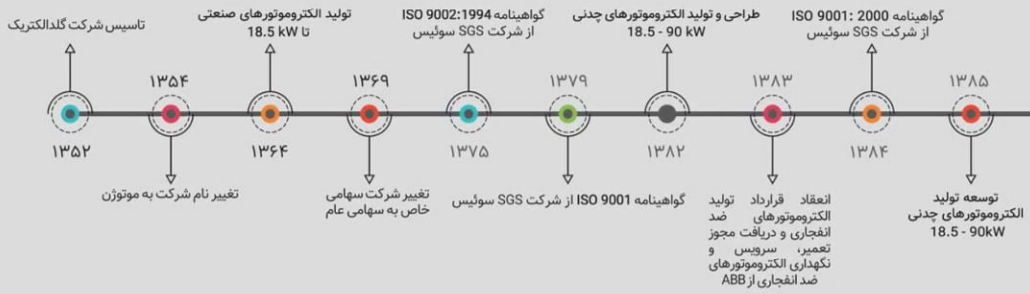 تاسیس شرکت گلدالکتریک
۱۳۵۲
۱۳۵۴
تغییر نام شرکت به موتوژن
تولید الکتروموتورهای صنعتی
تا 18.5 kW
۱۳۶۴
۱۳۶۹
تغییر شرکت سهامی
خاص به سهامی عام
گواهینامه ISO 9002:1994
از شرکت SGS سوئیس
۱۳۷۵
۱۳۷۹
گواهینامه ISO 9001 از شرکت SGS سوئیس
طراحی و تولید الکتروموتورهای چدنی
18.5 - 90 kW
۱۳۸۲
۱۳۸۳
انعقاد قرارداد تولید
الکتروموتورهای ضد
انفجاری و دریافت مجوز
تعمیر، سرویس و
نگهداری الکتروموتورهای
ضد انفجاری از ABB
گواهینامه ISO 9001: 2000
از شرکت SGS سوئیس
۱۳۸۴
۱۳۸۵
توسعه تولید
الکتروموتورهای چدنی
18.5 - 90kW